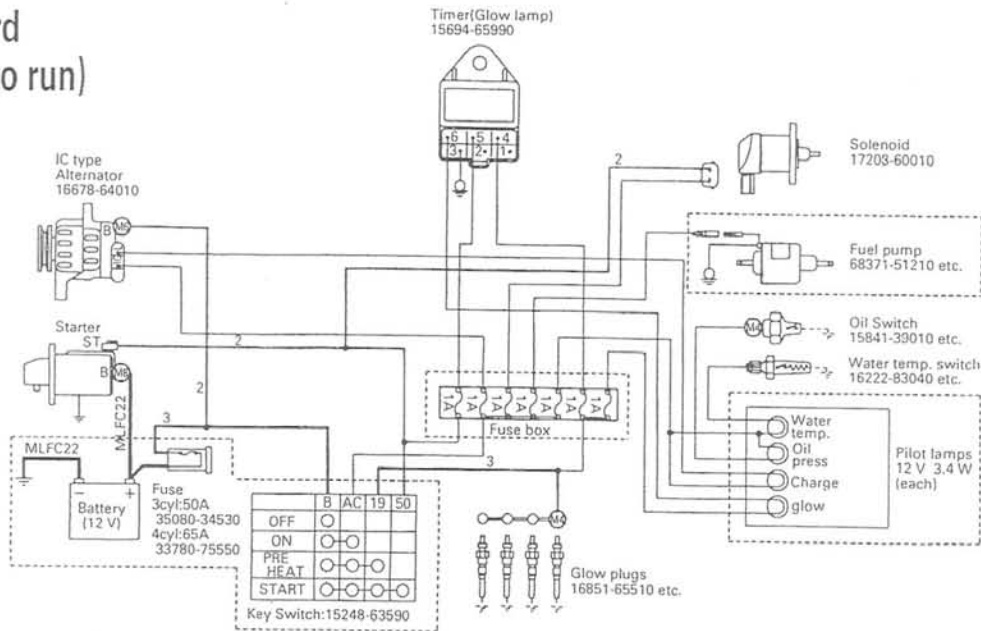 rd
o run)
Timer(Glow lamp)
15694-65990
6 5 4
3 2 1
IC type
Alternator
16678-64010
B M6
2
Solenoid
17203-60010
Fuel pump
68371-51210 etc.
M4
Oil Switch
15841-39010 etc.
Water temp. switch
16222-83040 etc.
Starter
ST
B M8
2
2
MLFC22
3
1A 1A 1A 1A 1A 1A 1A
Fuse box
3
Water
temp.
Oil
press
Charge
glow
Pilot lamps
12 V 3.4 W
(each)
MLFC22
- +
Battery
(12 V)
Fuse
3cyl:50A
35080-34530
4cyl:65A
33780-75550
B AC 19 50
OFF
ON
PRE
HEAT
START
Key Switch:15248-63590
M4
Glow plugs
16851-65510 etc.